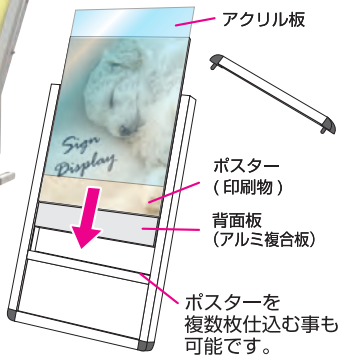 アクリル板
Sign
Display
ポスター
(印刷物)
背面板
(アルミ複合板)
ポスターを
複数枚仕込む事も
可能です。